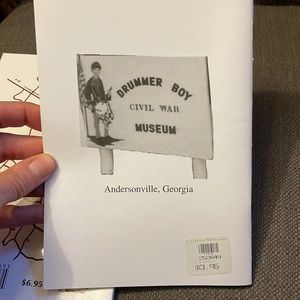 DRUMMER BOY
CIVIL WAR
MUSEUM
Andersonville, Georgia
$3.95
$6.95